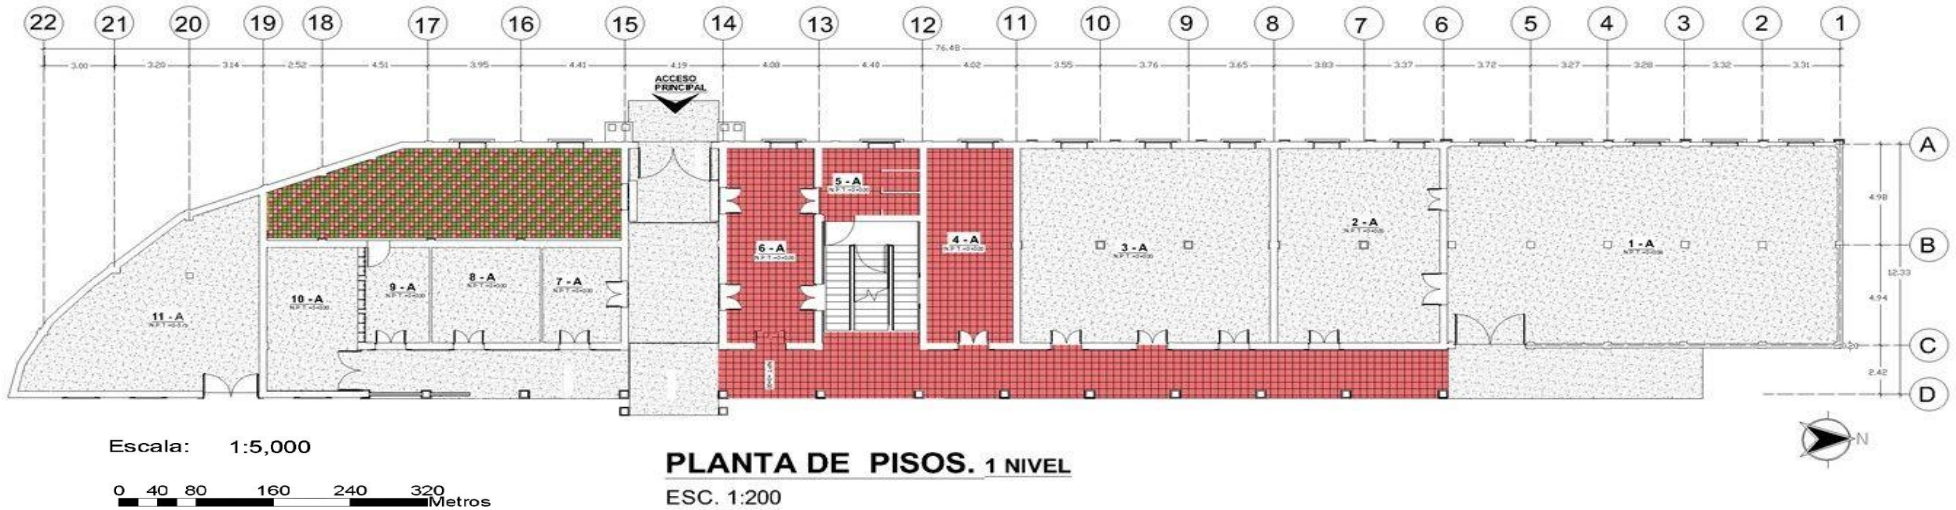 22 21 20 19 18 17 16 15 14 13 12 11 10 9 8 7 6 5 4 3 2 1
76.48
3.00 3.20 3.14 2.52 4.51 3.95 4.41 4.19 4.08 4.40 4.02 3.55 3.76 3.65 3.83 3.37 3.72 3.27 3.28 3.32 3.31
ACCESO
PRINCIPAL
A
5 - A
4.98
2 - A
6 - A
4 - A
3 - A
1 - A
B
9 - A
8 - A
7 - A
10 - A
12.33
11 - A
4.94
C
2.42
D
N
Escala: 1:5,000
PLANTA DE PISOS. 1 NIVEL
0 40 80 160 240 320
Metros
ESC. 1:200